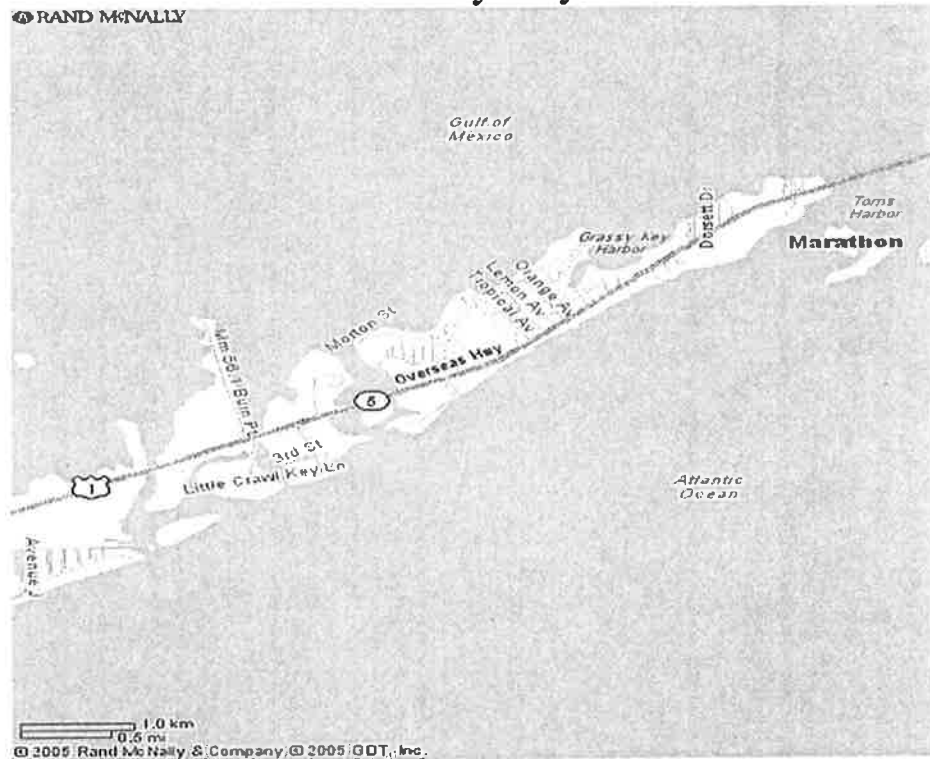 RAND McNALLY
Gulf of
Mexico
Toms
Harbor
Marathon
Dorsett Dr
Grassy Key
Harbor
Orange Av
Lemon Av
Tropical Av
Morton St
Overseas Hwy
5
3rd St
Little Crawl Key Ln
1
Atlantic
Ocean
Avenue J
1.0 km
0.5 mi
© 2005 Rand McNally & Company, © 2005 GDT, Inc.